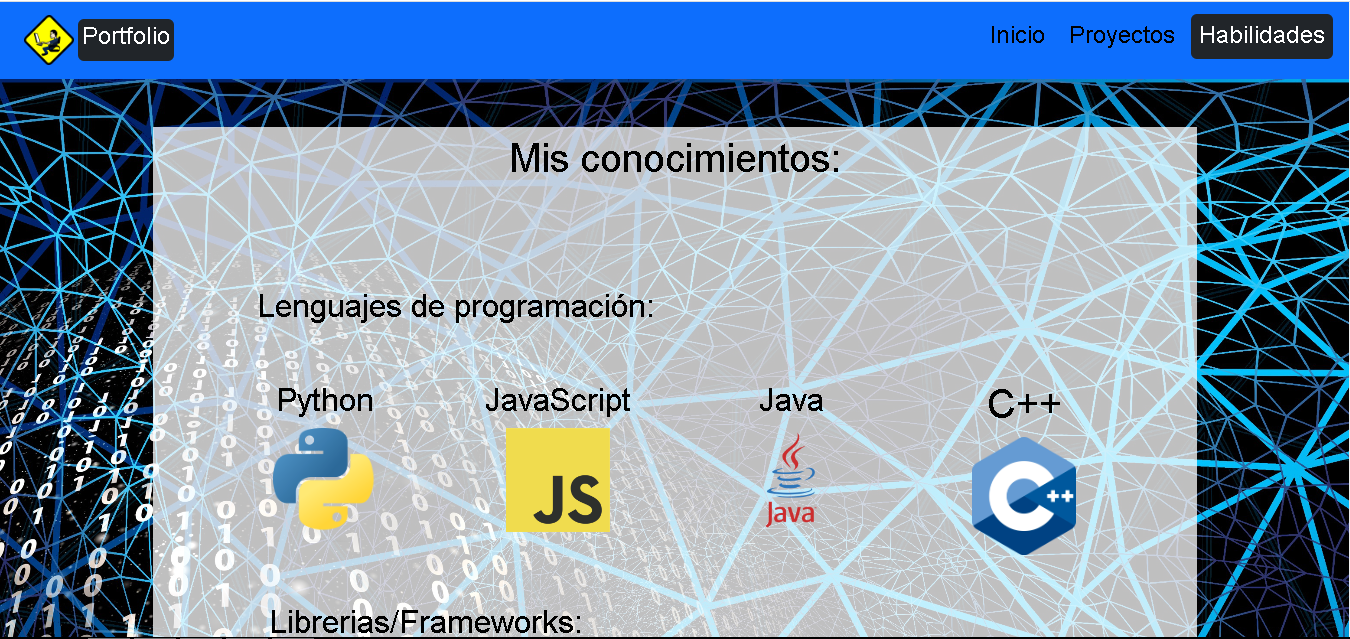 Portfolio
Inicio Proyectos Habilidades
Mis conocimientos:
Lenguajes de programación:
Python JavaScript Java C++
JS Java C++
Librerias/Frameworks: